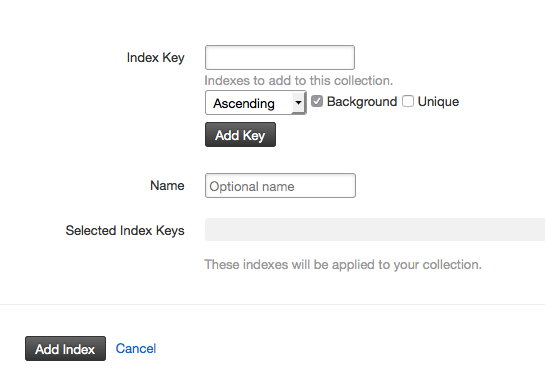 Index Key
Indexes to add to this collection.
Ascending Background Unique
Add Key
Name Optional name
Selected Index Keys
These indexes will be applied to your collection.
Add Index Cancel